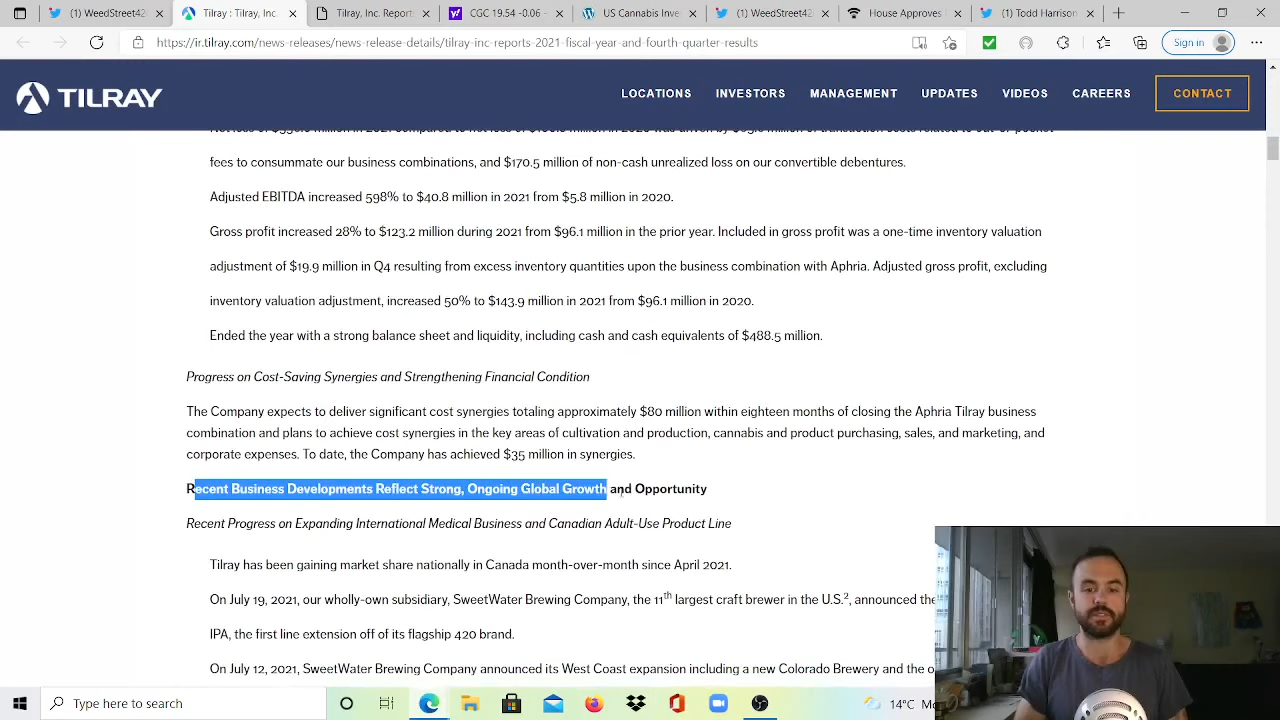 (1) WeedStreet42
Tilray : Tilray, Inc.
Tilray, Inc. Report
CGC 19.54 -0.06
US Cannabis Inve
(1) WeedStreet42
House Approves
(1) Todd Harrison
https://ir.tilray.com/news-releases/news-release-details/tilray-inc-reports-2021-fiscal-year-and-fourth-quarter-results
Sign in
TILRAY
LOCATIONS INVESTORS MANAGEMENT UPDATES VIDEOS CAREERS CONTACT
fees to consummate our business combinations, and $170.5 million of non-cash unrealized loss on our convertible debentures.
Adjusted EBITDA increased 598% to $40.8 million in 2021 from $5.8 million in 2020.
Gross profit increased 28% to $123.2 million during 2021 from $96.1 million in the prior year. Included in gross profit was a one-time inventory valuation
adjustment of $19.9 million in Q4 resulting from excess inventory quantities upon the business combination with Aphria. Adjusted gross profit, excluding
inventory valuation adjustment, increased 50% to $143.9 million in 2021 from $96.1 million in 2020.
Ended the year with a strong balance sheet and liquidity, including cash and cash equivalents of $488.5 million.
Progress on Cost-Saving Synergies and Strengthening Financial Condition
The Company expects to deliver significant cost synergies totaling approximately $80 million within eighteen months of closing the Aphria Tilray business
combination and plans to achieve cost synergies in the key areas of cultivation and production, cannabis and product purchasing, sales, and marketing, and
corporate expenses. To date, the Company has achieved $35 million in synergies.
Recent Business Developments Reflect Strong, Ongoing Global Growth and Opportunity
Recent Progress on Expanding International Medical Business and Canadian Adult-Use Product Line
Tilray has been gaining market share nationally in Canada month-over-month since April 2021.
On July 19, 2021, our wholly-own subsidiary, SweetWater Brewing Company, the 11th largest craft brewer in the U.S.2, announced the
IPA, the first line extension off of its flagship 420 brand.
On July 12, 2021, SweetWater Brewing Company announced its West Coast expansion including a new Colorado Brewery and the o
Type here to search
14°C